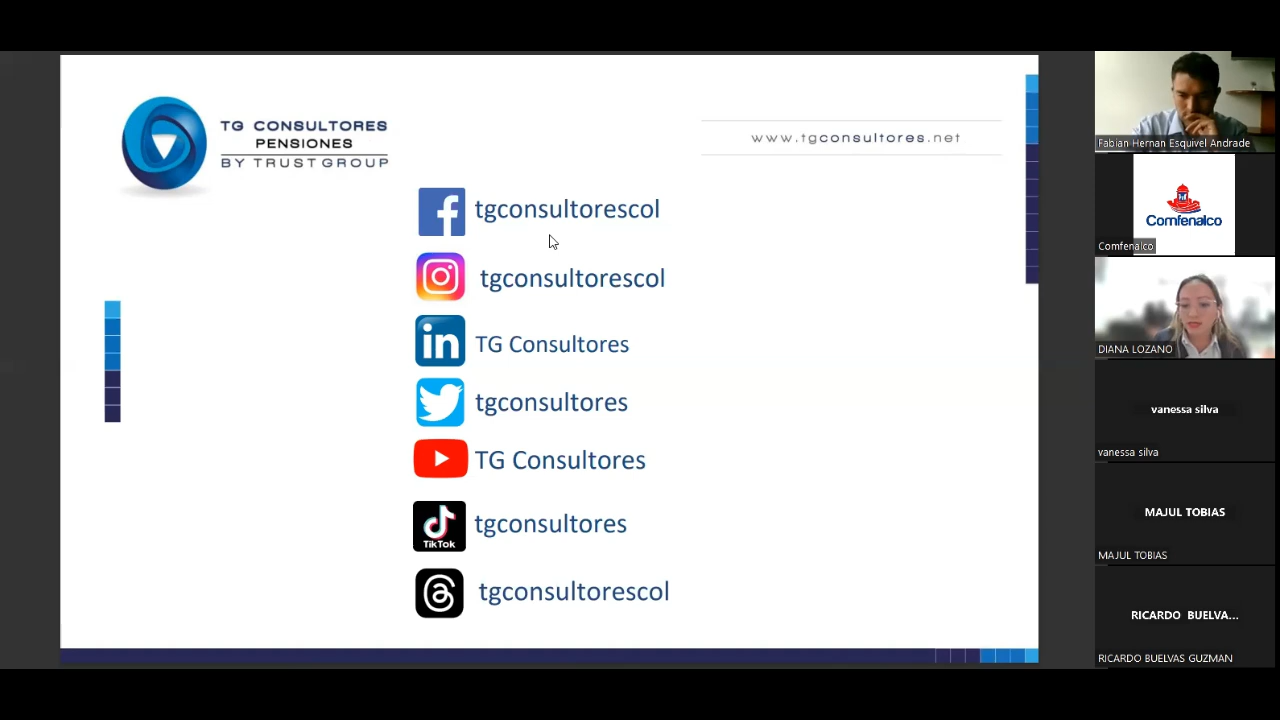 TG CONSULTORES
PENSIONES
BY TRUST GROUP
www.tgconsultores.net
tgconsultorescol
tgconsultorescol
in TG Consultores
tgconsultores
TG Consultores
TikTok
tgconsultores
tgconsultorescol
Fabian Hernan Esquivel Andrade
Comfenalco
Comfenalco
DIANA LOZANO
vanessa silva
vanessa silva
MAJUL TOBIAS
MAJUL TOBIAS
RICARDO BUELVA...
RICARDO BUELVAS GUZMAN